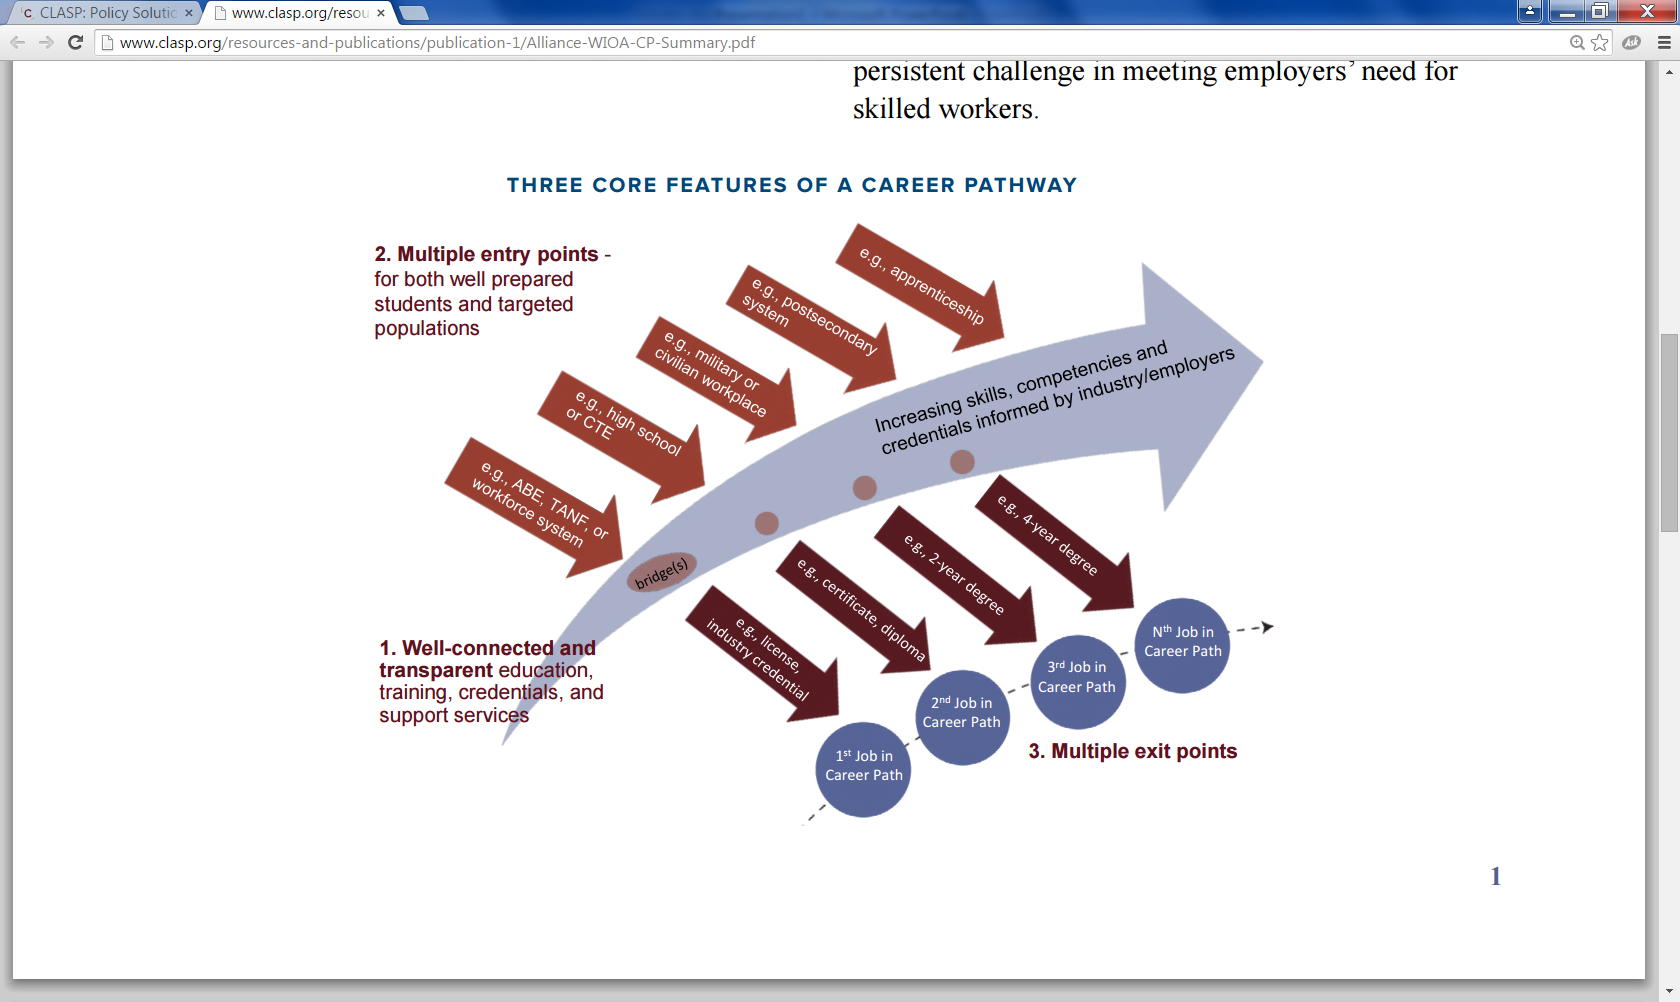 CLASP: Policy Solutic
www.clasp.org/resou
www.clasp.org/resources-and-publications/publication-1/Alliance-WIOA-CP-Summary.pdf
Ask
persistent challenge in meeting employers’ need for
skilled workers.
THREE CORE FEATURES OF A CAREER PATHWAY
2. Multiple entry points -
for both well prepared
students and targeted
populations
e.g., apprenticeship
e.g., postsecondary
system
e.g., military or
civilian workplace
e.g., high school
or CTE
e.g., ABE, TANF, or
workforce system
Increasing skills, competencies and
credentials informed by industry/employers
bridge(s)
1. Well-connected and
transparent education,
training, credentials, and
support services
e.g., license,
industry credential
e.g., certificate, diploma
e.g., 2-year degree
e.g., 4-year degree
1st Job in
Career Path
2nd Job in
Career Path
3rd Job in
Career Path
Nth Job in
Career Path
3. Multiple exit points
1